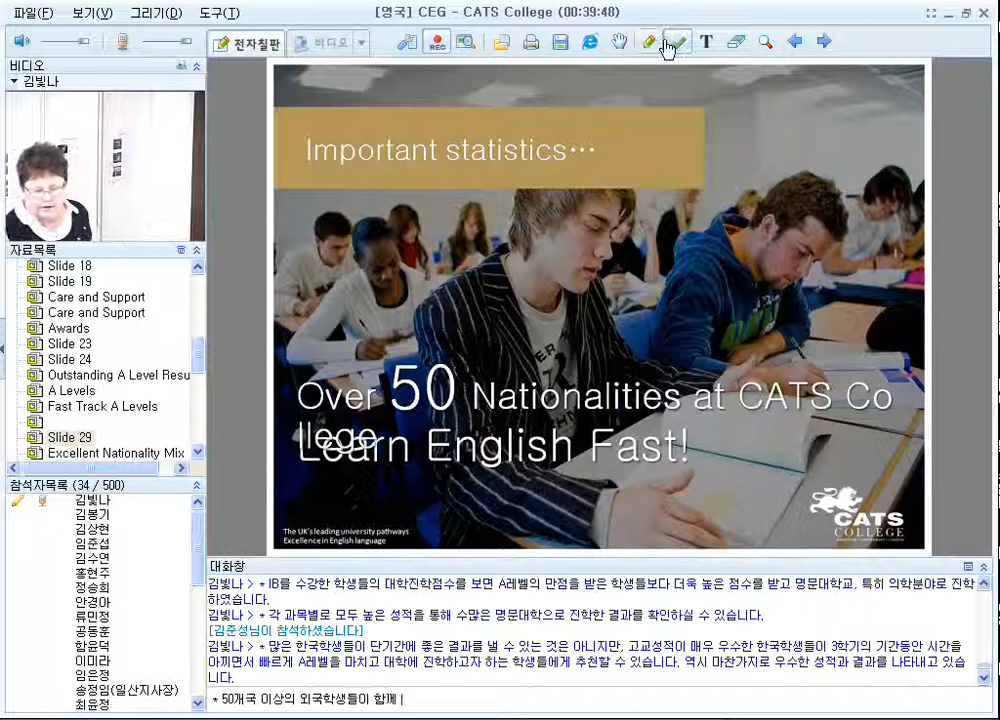 파일(F) 보기(V) 그리기(D) 도구(T) [영국] CEG - CATS College (00:39:48)
전자칠판 비디오 REC T
비디오
김빛나
자료목록
Slide 18
Slide 19
Care and Support
Care and Support
Awards
Slide 23
Slide 24
Outstanding A Level Resu
A Levels
Fast Track A Levels
Slide 29
Excellent Nationality Mix
참석자목록 (34 / 500)
김빛나
김봉기
김상현
임준섭
김수연
홍현주
정승희
안경아
류민정
공동훈
함윤덕
이미라
임은정
송정임(일산지사장)
최윤정
Important statistics…
Over 50 Nationalities at CATS Co
llege
Learn English Fast!
The UK's leading university pathways
Excellence in English language
CATS
COLLEGE
대화창
김빛나 > * IB를 수강한 학생들의 대학진학점수를 보면 A레벨의 만점을 받은 학생들보다 더욱 높은 점수를 받고 명문대학교, 특히 의학분야로 진학
하였습니다.
김빛나 > * 각 과목별로 모두 높은 성적을 통해 수많은 명문대학으로 진학한 결과를 확인하실 수 있습니다.
[김준성님이 참석하셨습니다]
김빛나 > * 많은 한국학생들이 단기간에 좋은 결과를 낼 수 있는 것은 아니지만, 고교성적이 매우 우수한 한국학생들이 3학기의 기간동안 시간을
아끼면서 빠르게 A레벨을 마치고 대학에 진학하고자 하는 학생들에게 추천할 수 있습니다. 역시 마찬가지로 우수한 성적과 결과를 나타내고 있습
니다.
* 50개국 이상의 외국학생들이 함께